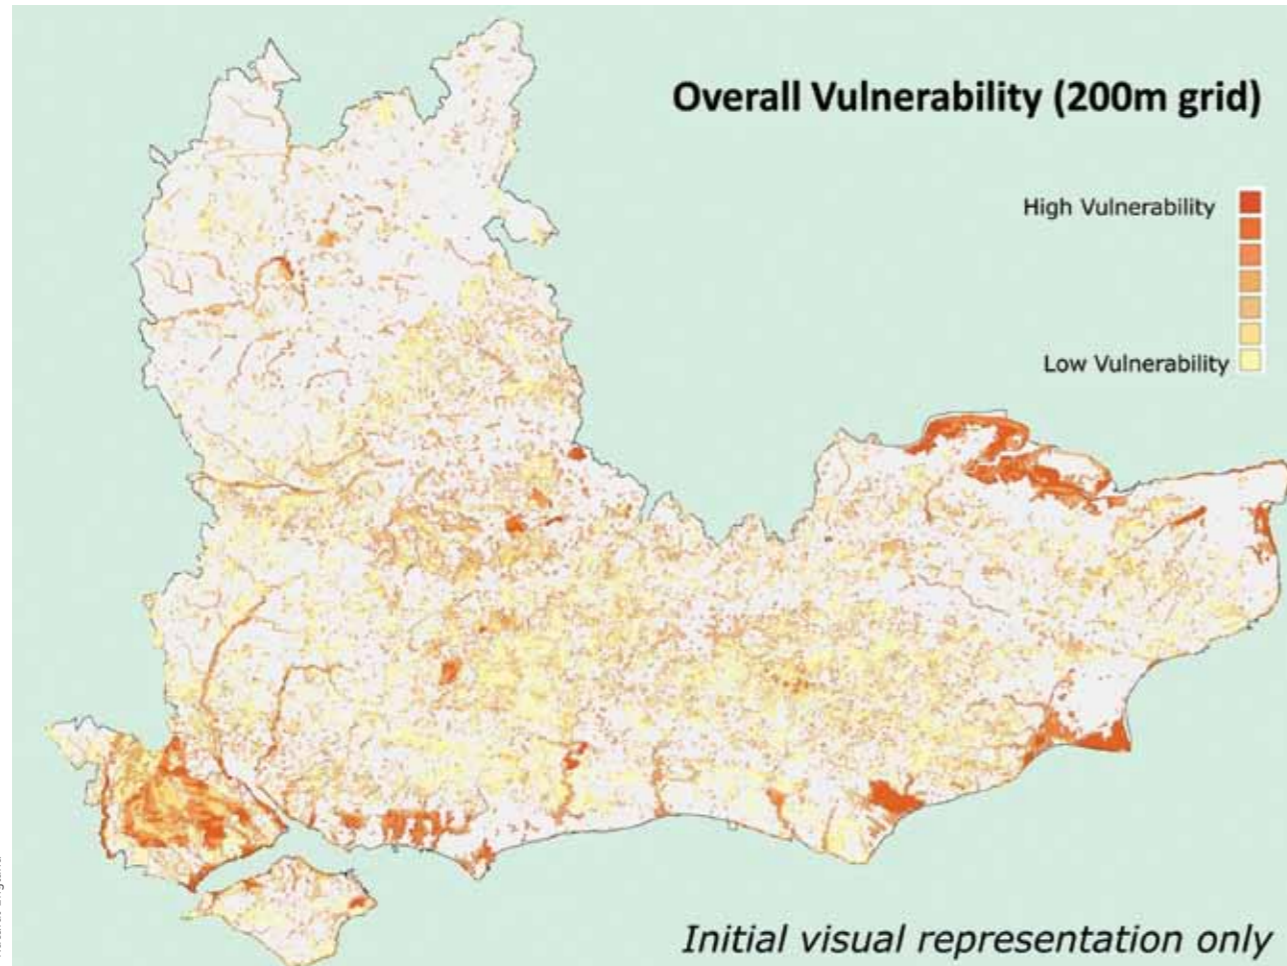 Overall Vulnerability (200m grid)
High Vulnerability
Low Vulnerability
Initial visual representation only